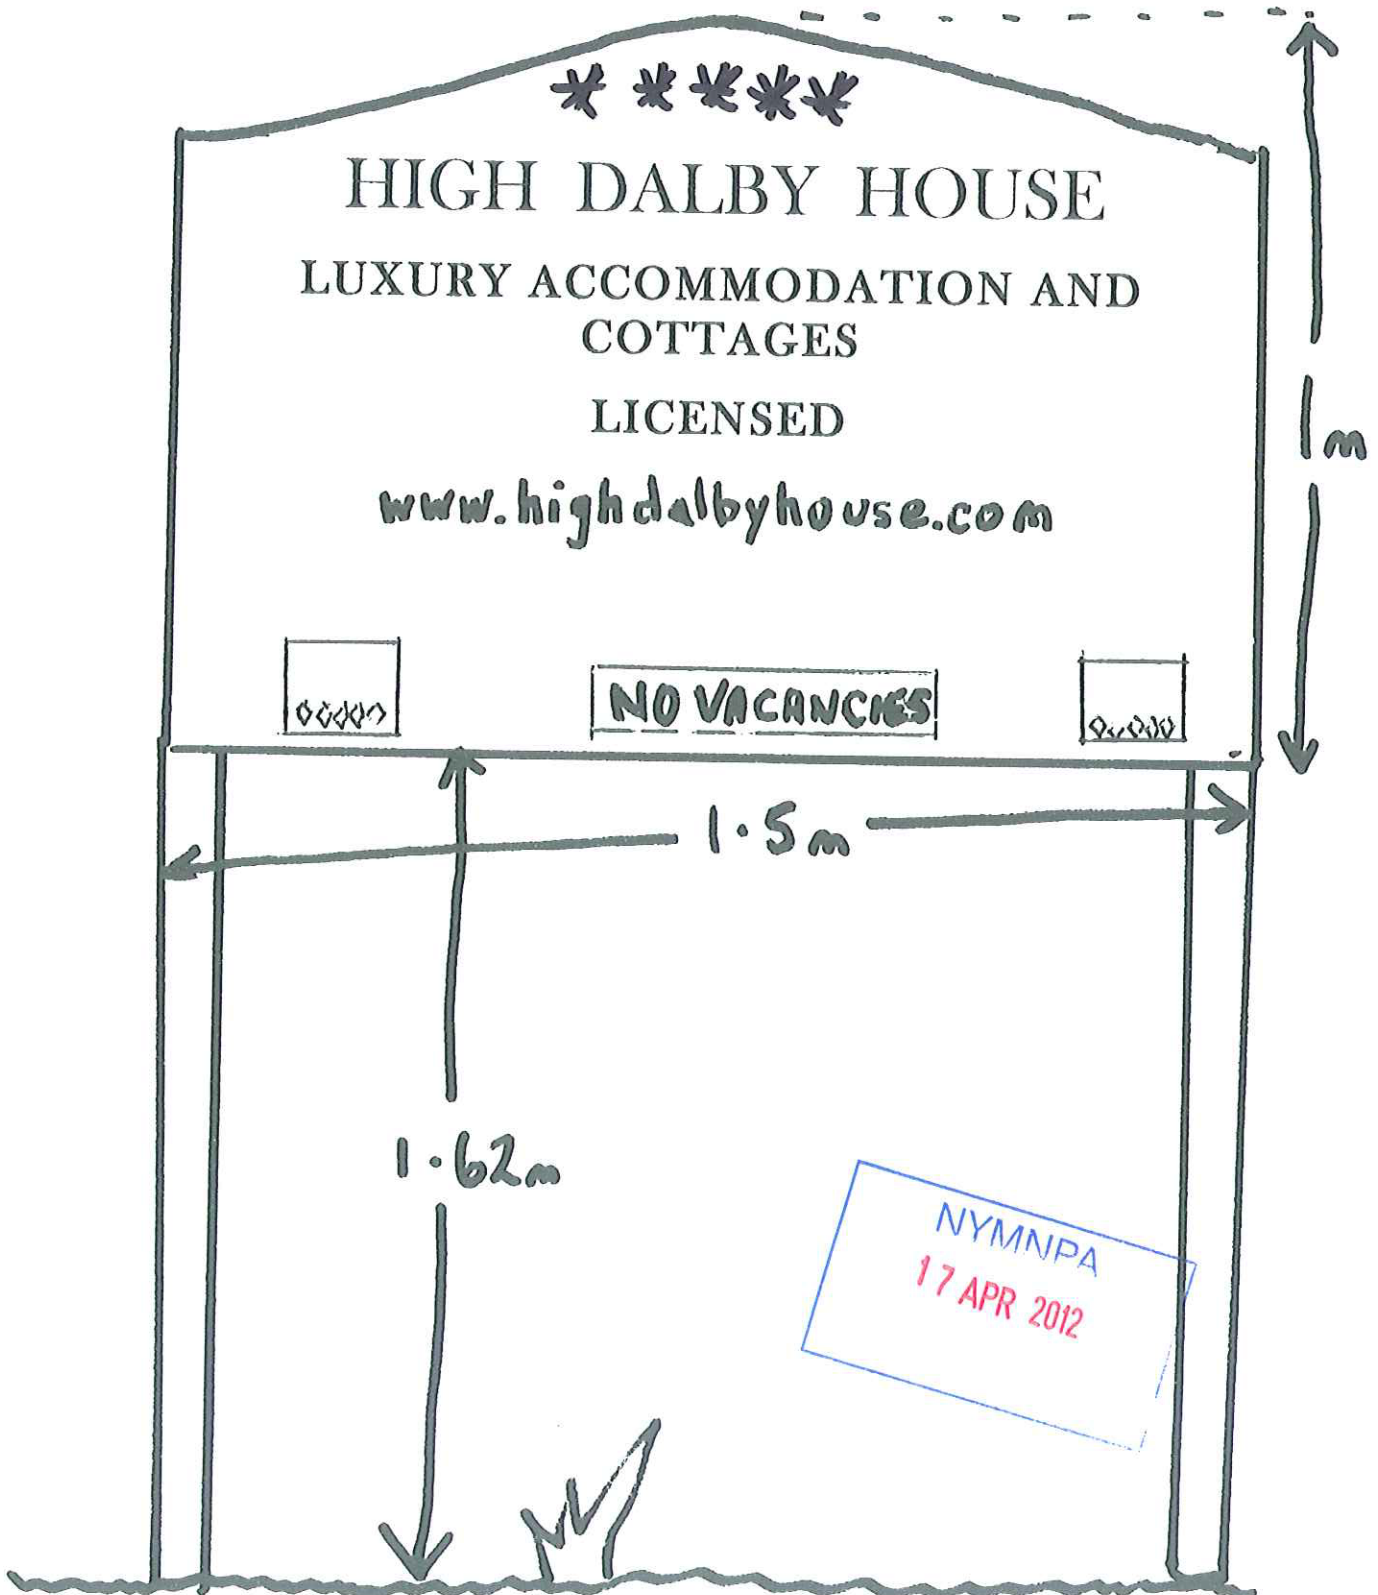 *****
HIGH DALBY HOUSE
LUXURY ACCOMMODATION AND
COTTAGES
LICENSED
www.highdalbyhouse.com
NO VACANCIES
1m
1.5m
1.62m
NYMNPA
17 APR 2012